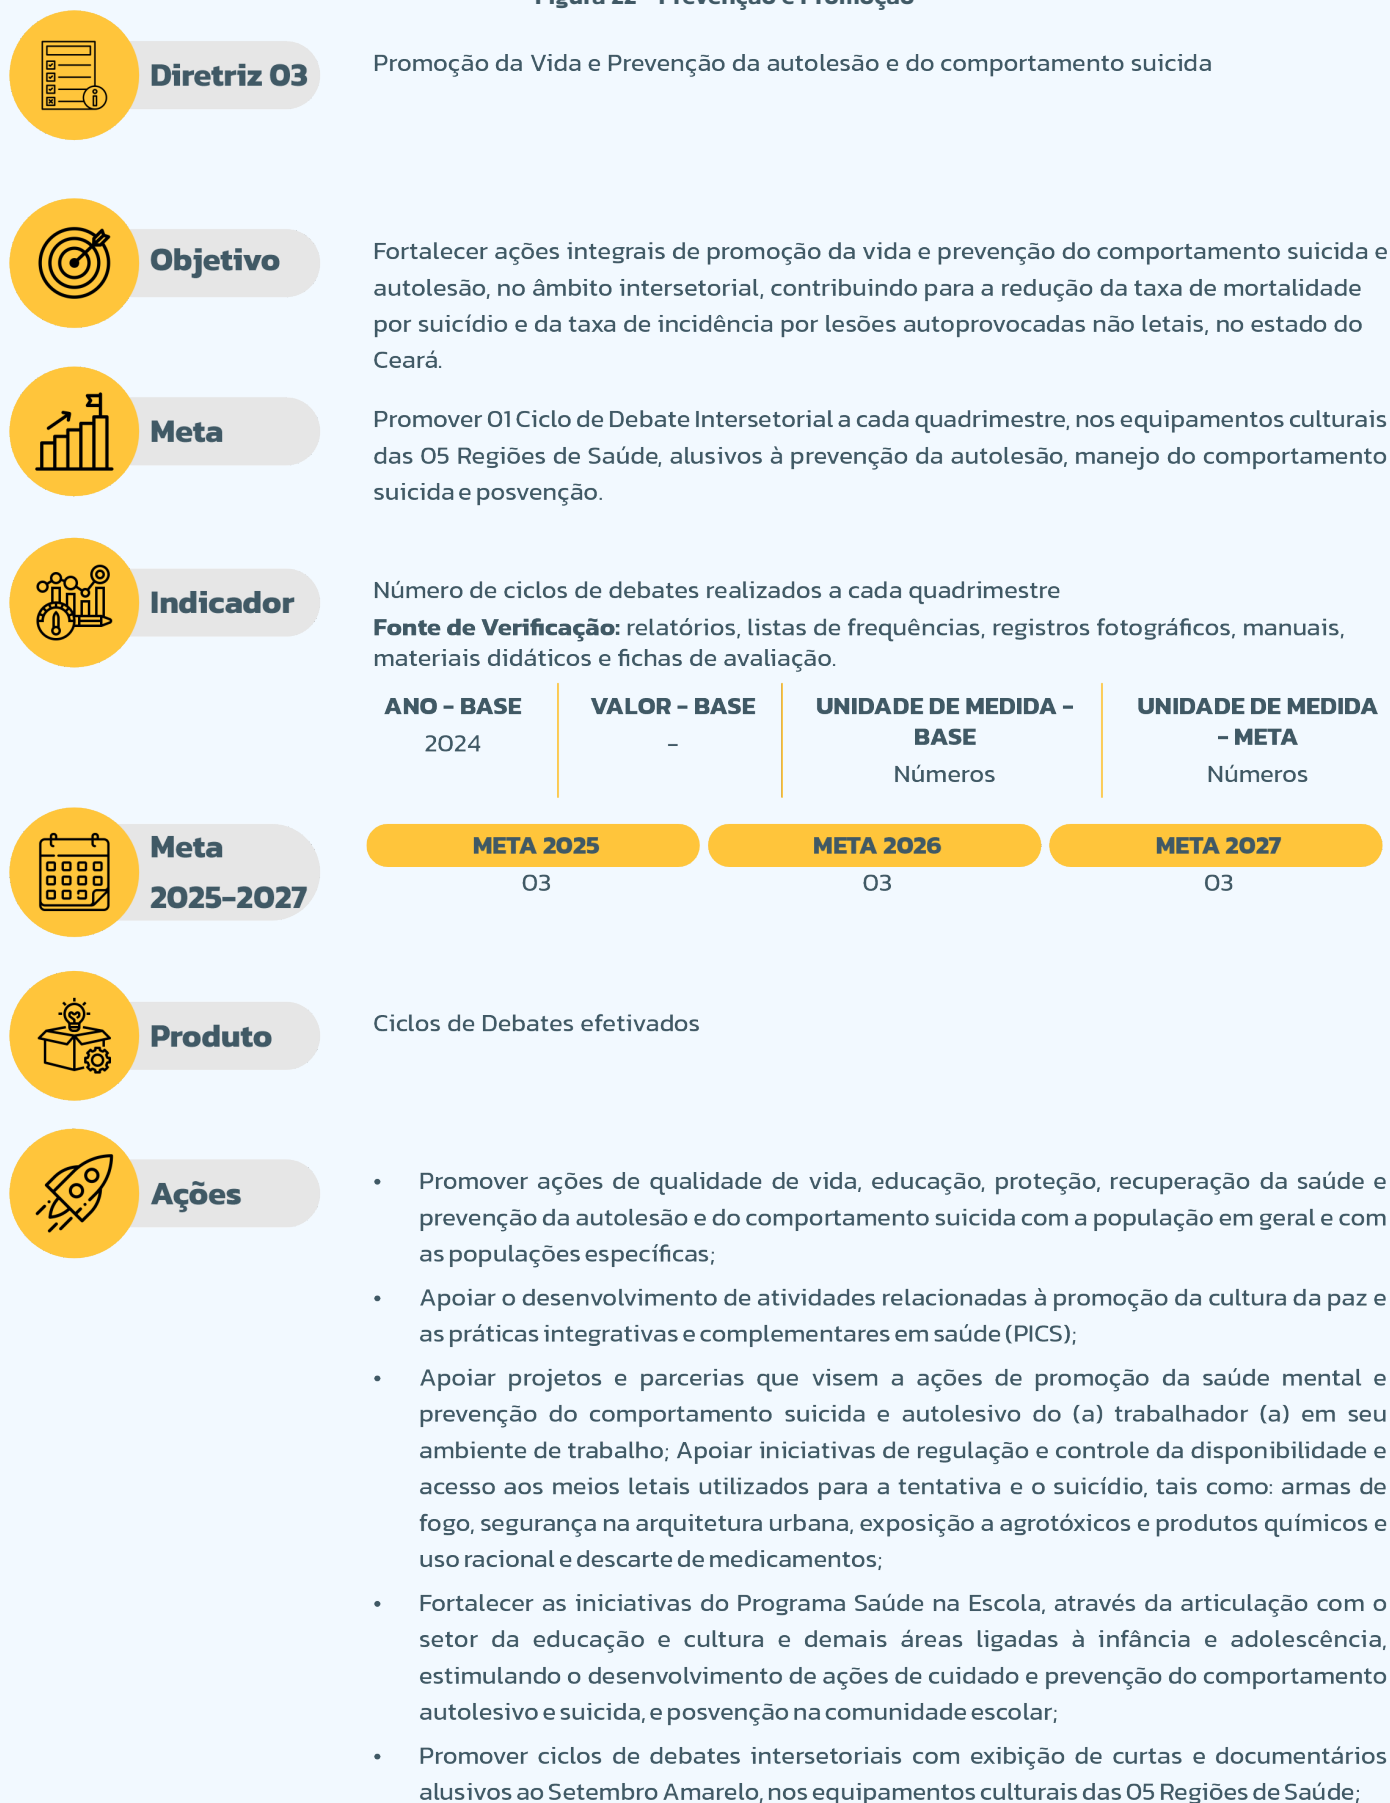 Figura 22 - Prevenção e Promoção
Diretriz 03
Promoção da Vida e Prevenção da autolesão e do comportamento suicida
Objetivo
Fortalecer ações integrais de promoção da vida e prevenção do comportamento suicida e
autolesão, no âmbito intersetorial, contribuindo para a redução da taxa de mortalidade
por suicídio e da taxa de incidência por lesões autoprovocadas não letais, no estado do
Ceará.
Meta
Promover 01 Ciclo de Debate Intersetorial a cada quadrimestre, nos equipamentos culturais
das 05 Regiões de Saúde, alusivos à prevenção da autolesão, manejo do comportamento
suicida e posvenção.
Indicador
Número de ciclos de debates realizados a cada quadrimestre
Fonte de Verificação: relatórios, listas de frequências, registros fotográficos, manuais,
materiais didáticos e fichas de avaliação.
ANO - BASE
2024
VALOR - BASE
-
UNIDADE DE MEDIDA -
BASE
Números
UNIDADE DE MEDIDA
- META
Números
Meta
2025-2027
META 2025
03
META 2026
03
META 2027
03
Produto
Ciclos de Debates efetivados
Ações
• Promover ações de qualidade de vida, educação, proteção, recuperação da saúde e
prevenção da autolesão e do comportamento suicida com a população em geral e com
as populações específicas;
• Apoiar o desenvolvimento de atividades relacionadas à promoção da cultura da paz e
as práticas integrativas e complementares em saúde (PICS);
• Apoiar projetos e parcerias que visem a ações de promoção da saúde mental e
prevenção do comportamento suicida e autolesivo do (a) trabalhador (a) em seu
ambiente de trabalho; Apoiar iniciativas de regulação e controle da disponibilidade e
acesso aos meios letais utilizados para a tentativa e o suicídio, tais como: armas de
fogo, segurança na arquitetura urbana, exposição a agrotóxicos e produtos químicos e
uso racional e descarte de medicamentos;
• Fortalecer as iniciativas do Programa Saúde na Escola, através da articulação com o
setor da educação e cultura e demais áreas ligadas à infância e adolescência,
estimulando o desenvolvimento de ações de cuidado e prevenção do comportamento
autolesivo e suicida, e posvenção na comunidade escolar;
• Promover ciclos de debates intersetoriais com exibição de curtas e documentários
alusivos ao Setembro Amarelo, nos equipamentos culturais das 05 Regiões de Saúde;